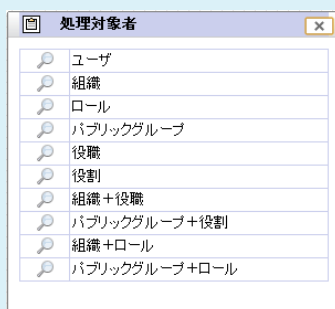 処理対象者
ユーザ
組織
ロール
パブリックグループ
役職
役割
組織＋役職
パブリックグループ＋役割
組織＋ロール
パブリックグループ＋ロール